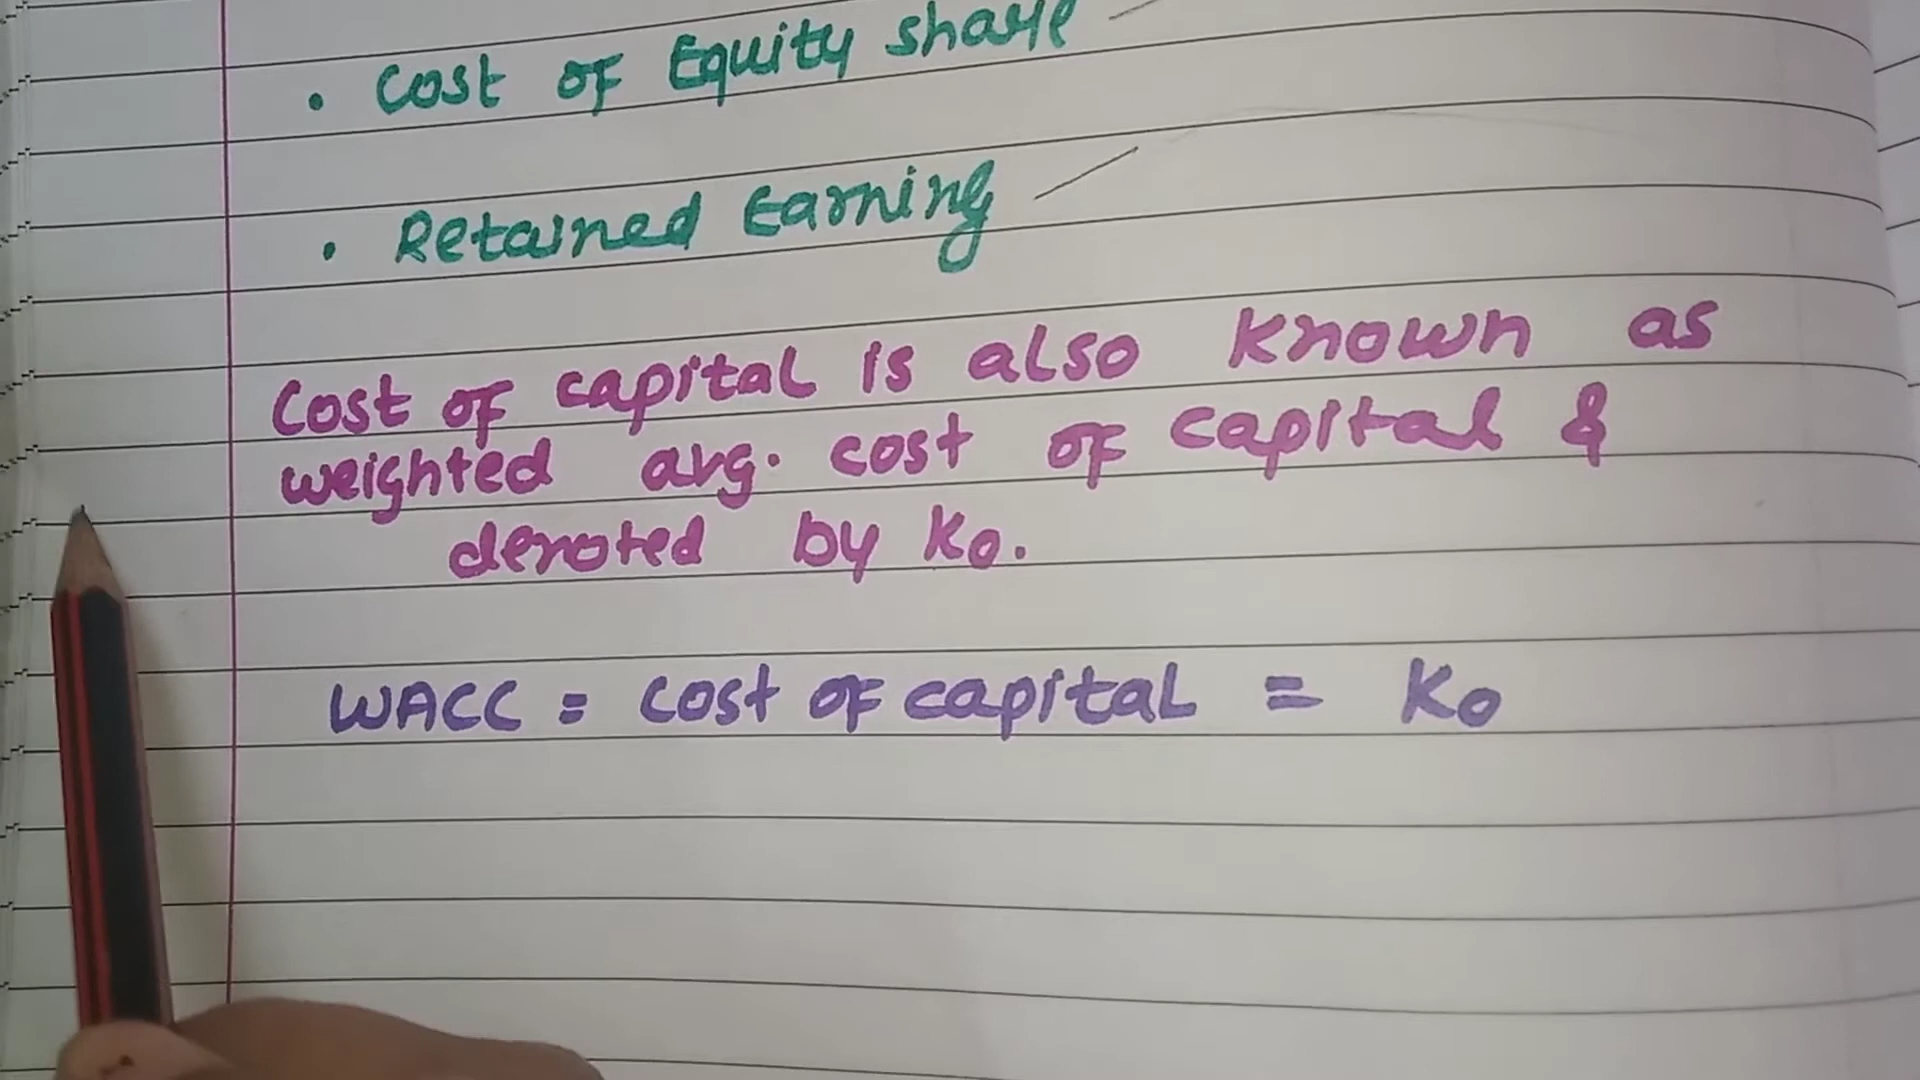 • Cost of Equity share
• Retained Earning
Cost of capital is also known as
weighted avg. cost of capital &
denoted by Ko.
WACC = Cost of capital = Ko